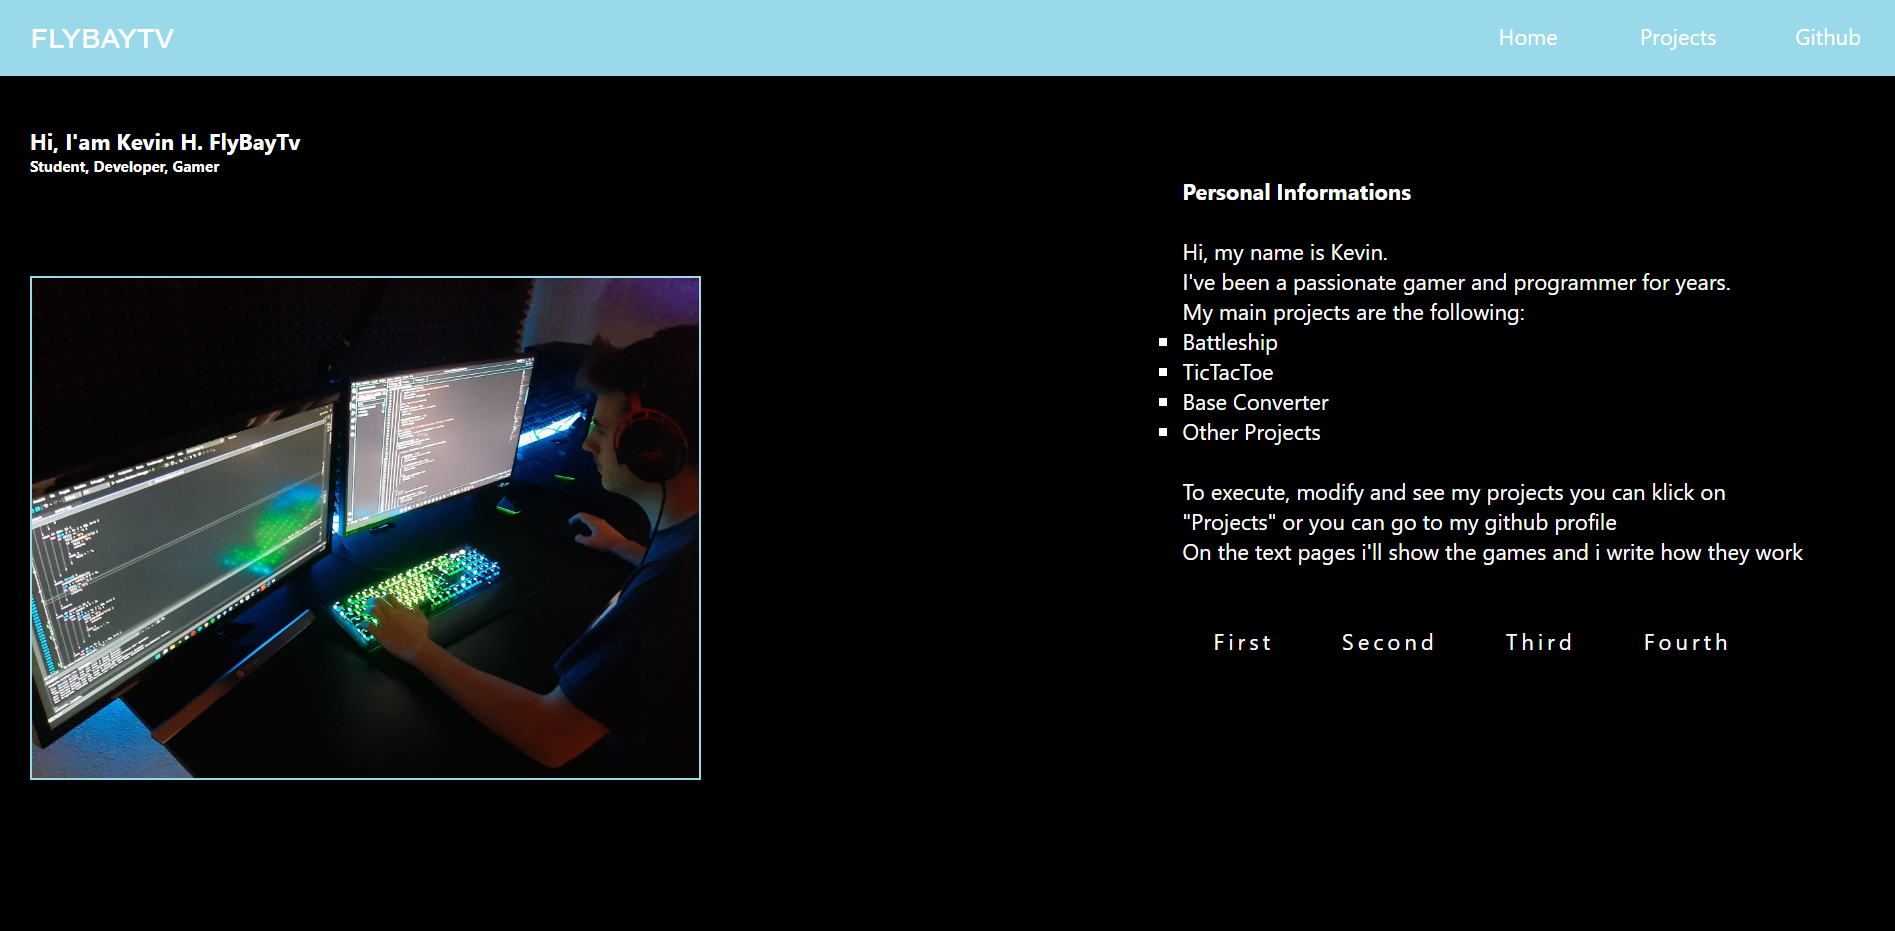 FLYBAYTV
Home Projects Github
Hi, I'am Kevin H. FlyBayTv
Student, Developer, Gamer
Personal Informations
Hi, my name is Kevin.
I've been a passionate gamer and programmer for years.
My main projects are the following:
Battleship
TicTacToe
Base Converter
Other Projects
To execute, modify and see my projects you can klick on
"Projects" or you can go to my github profile
On the text pages i'll show the games and i write how they work
First Second Third Fourth